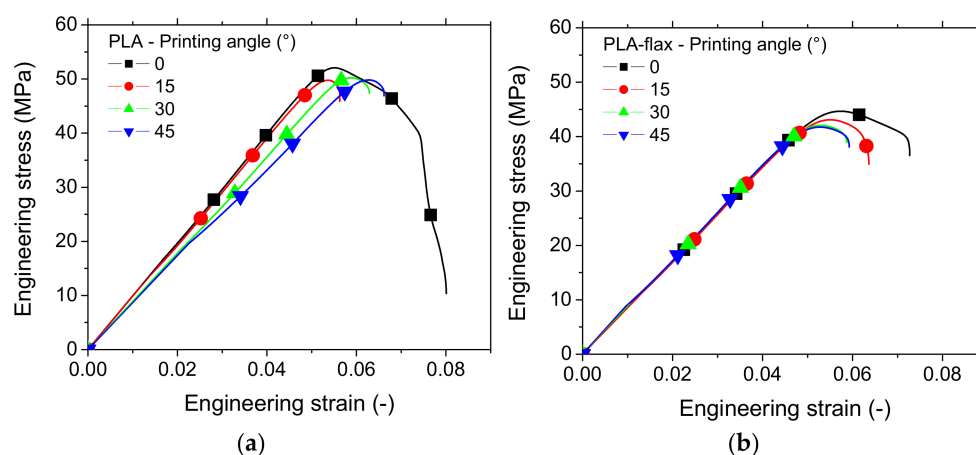 PLA - Printing angle (°)
0
15
30
45
Engineering stress (MPa)
60
50
40
30
20
10
0
0.00 0.02 0.04 0.06 0.08
Engineering strain (-)
(a)
PLA-flax - Printing angle (°)
0
15
30
45
Engineering stress (MPa)
60
50
40
30
20
10
0
0.00 0.02 0.04 0.06 0.08
Engineering strain (-)
(b)